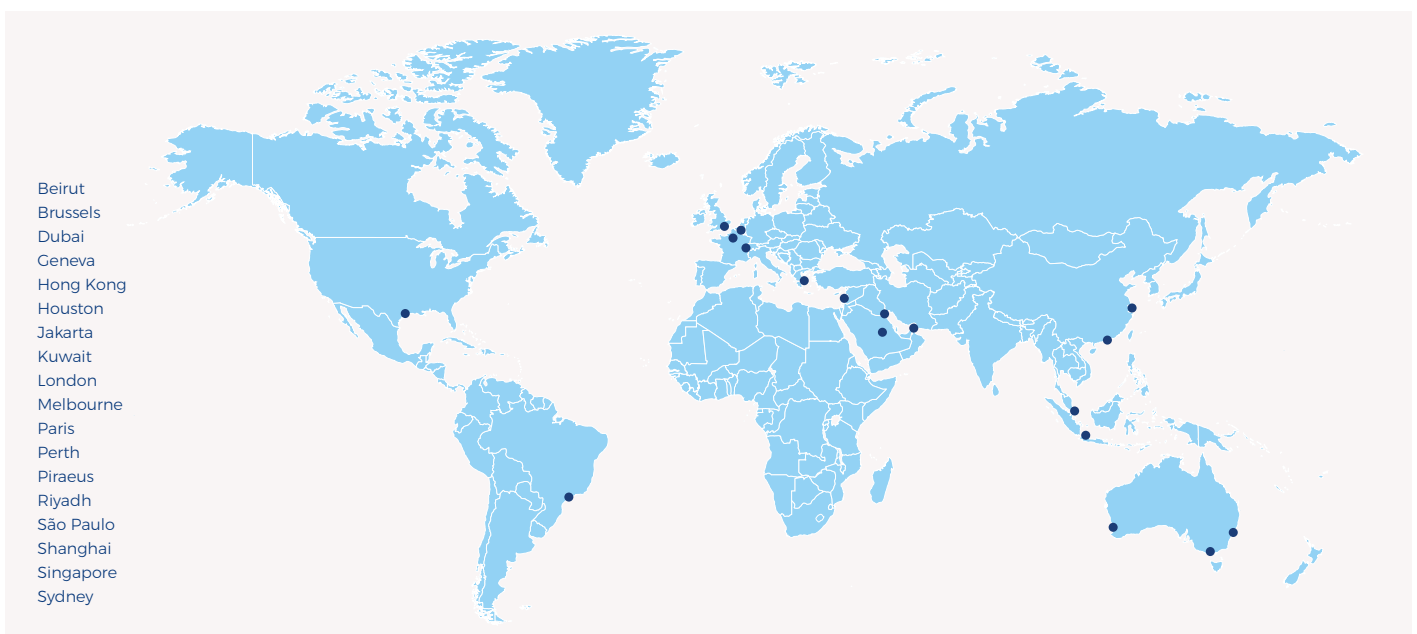 Beirut
Brussels
Dubai
Geneva
Hong Kong
Houston
Jakarta
Kuwait
London
Melbourne
Paris
Perth
Piraeus
Riyadh
São Paulo
Shanghai
Singapore
Sydney